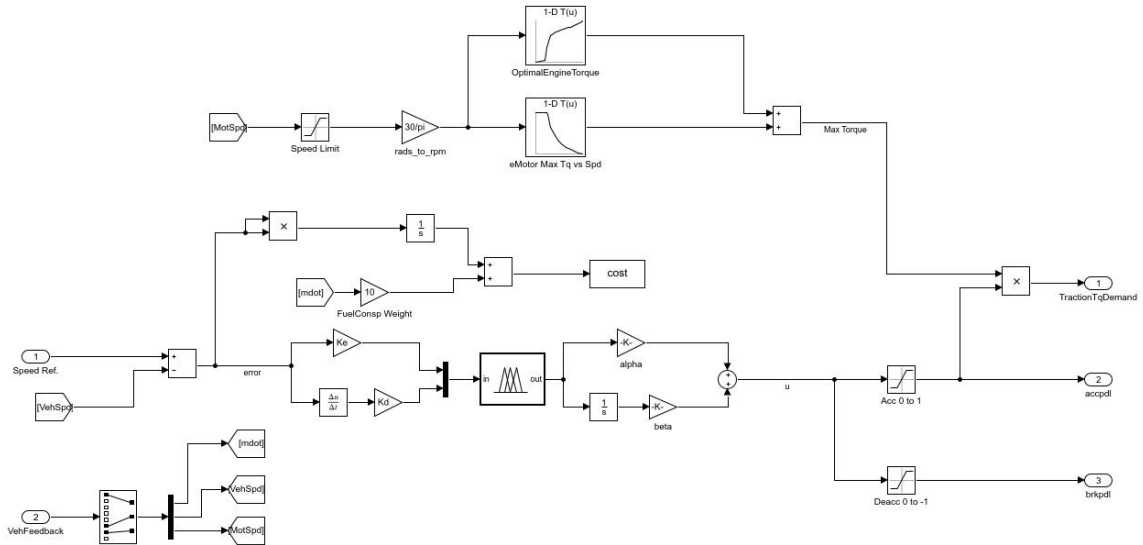 1-D T(u)
OptimalEngineTorque
[MotSpd]
Speed Limit
30/pi
rads_to_rpm
1-D T(u)
eMotor Max Tq vs Spd
+
+
Max Torque
×
1
s
+
+
cost
[mdot]
10
FuelConsp Weight
×
1
TractionTqDemand
1
Speed Ref.
+
−
error
[VehSpd]
Ke
Δu
Δt
Kd
in
out
-K-
alpha
1
s
-K-
beta
+
+
u
Acc 0 to 1
2
accpdl
Deacc 0 to -1
3
brkpdl
2
VehFeedback
[mdot]
[VehSpd]
[MotSpd]